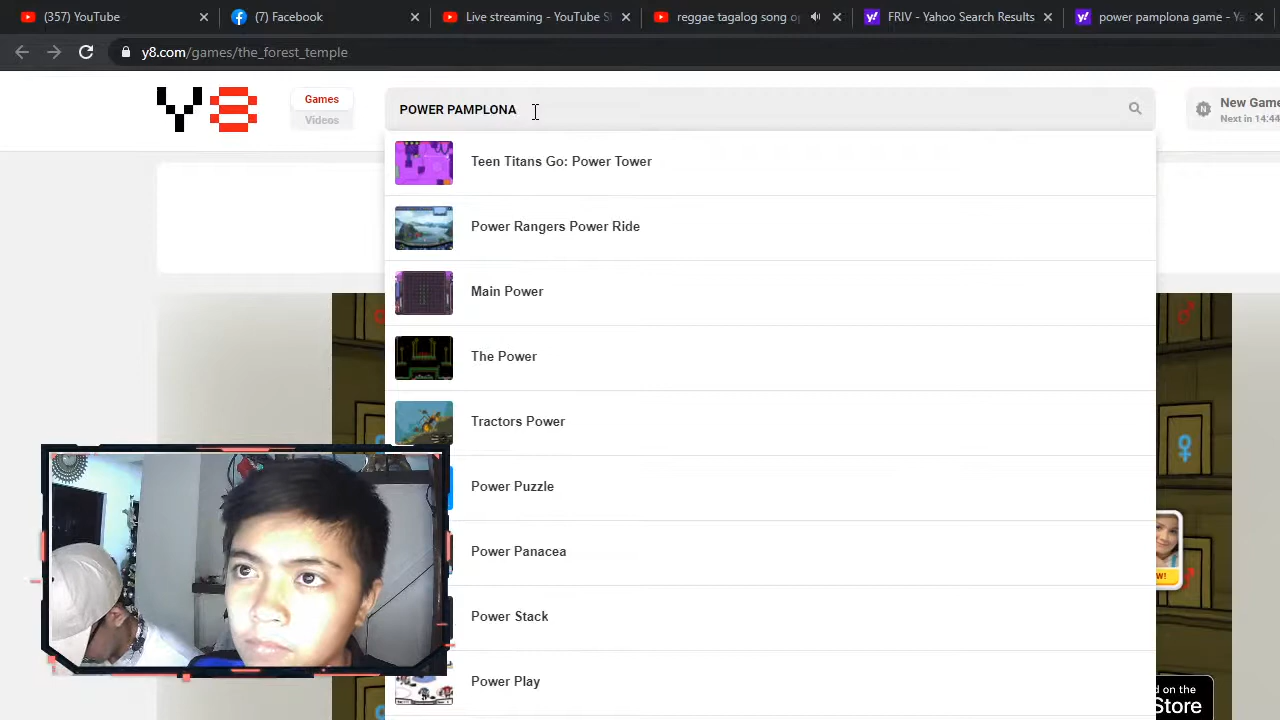 (357) YouTube
(7) Facebook
Live streaming - YouTube S
reggae tagalog song o
RIV - Yahoo Search Results
power pamplona game - Ya
y8.com/games/the_forest_temple
Y8
Games
Videos
POWER PAMPLONA
New Game
Next in 14:44
Teen Titans Go: Power Tower
Power Rangers Power Ride
Main Power
The Power
Tractors Power
Power Puzzle
Power Panacea
Power Stack
Power Play
W!
d on the
Store